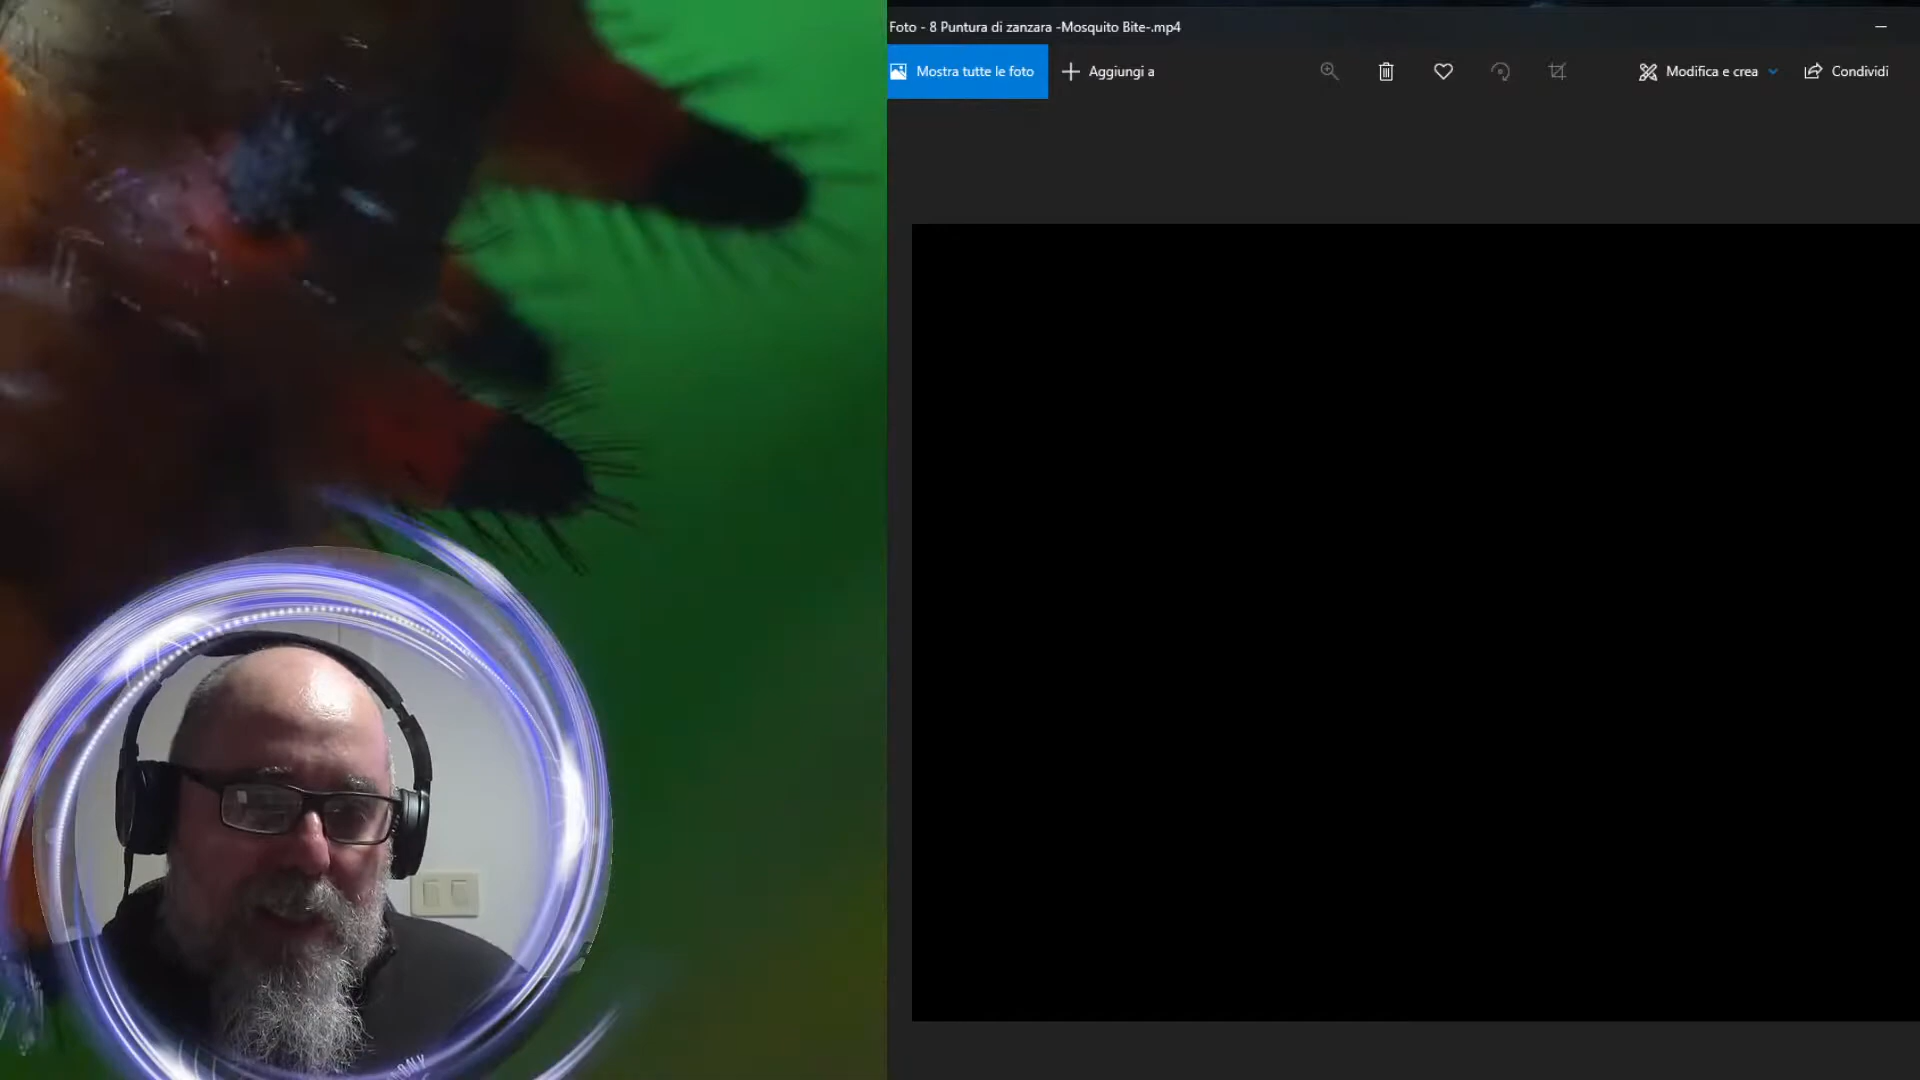 Foto - 8 Puntura di zanzara -Mosquito Bite-.mp4
Mostra tutte le foto
Aggiungi a
Modifica e crea
Condividi